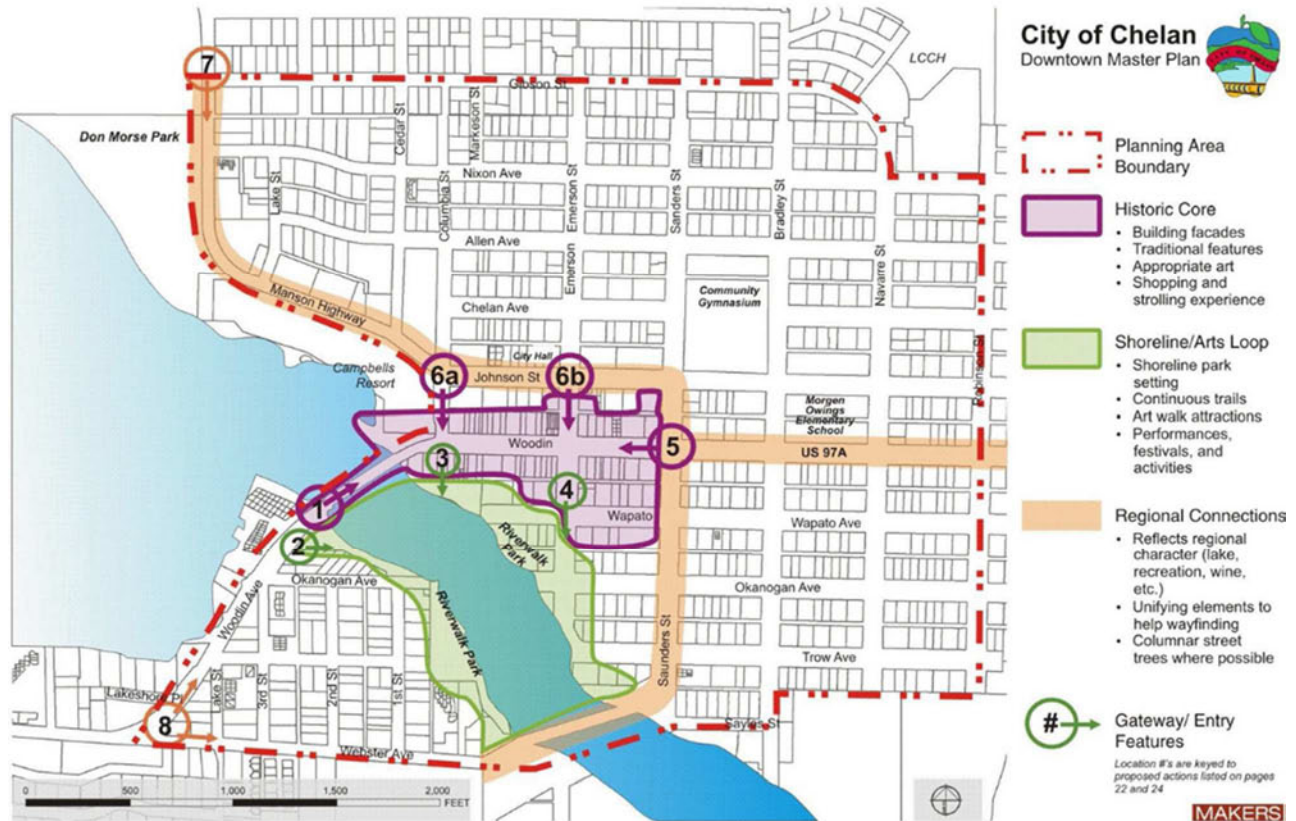 City of Chelan
Downtown Master Plan
CITY OF CHELAN
Planning Area
Boundary
Historic Core
• Building facades
• Traditional features
• Appropriate art
• Shopping and
strolling experience
Shoreline/Arts Loop
• Shoreline park
setting
• Continuous trails
• Art walk attractions
• Performances,
festivals, and
activities
Regional Connections
• Reflects regional
character (lake,
recreation, wine,
etc.)
• Unifying elements to
help wayfinding
• Columnar street
trees where possible
#
Gateway/ Entry
Features
Location #'s are keyed to
proposed actions listed on pages
22 and 24
MAKERS
LCCH
7
Gibson St
Don Morse Park
Cedar St
Markeson St
Nixon Ave
Lake St
Columbia St
Emerson St
Sanders St
Bradley St
Allen Ave
Emerson
Navarre St
Manson Highway
Community
Gymnasium
Chelan Ave
City Hall
Campbells
Resort
6a
Johnson St
6b
Robinson St
Morgen
Owings
Elementary
School
Woodin
5
US 97A
3
4
1
Wapato
Wapato Ave
2
Riverwalk
Park
Okanogan Ave
Okanogan Ave
Woodin Ave
Riverwalk Park
Saunders St
Trow Ave
Lakeshore Pl
Lake St
3rd St
2nd St
1st St
8
Sayles St
Webster Ave
0 500 1,000 1,500 2,000
FEET